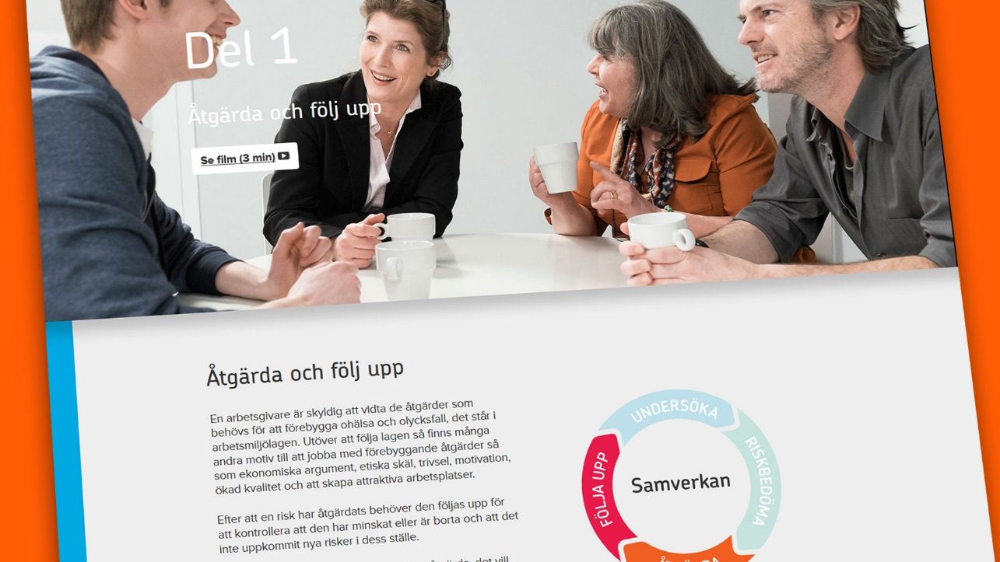 Del 1
Åtgärda och följ upp
Se film (3 min)
Åtgärda och följ upp
En arbetsgivare är skyldig att vidta de åtgärder som
behövs för att förebygga ohälsa och olycksfall, det står i
arbetsmiljölagen. Utöver att följa lagen så finns många
andra motiv till att jobba med förebyggande åtgärder så
som ekonomiska argument, etiska skäl, trivsel, motivation,
ökad kvalitet och att skapa attraktiva arbetsplatser.
Efter att en risk har åtgärdats behöver den följas upp för
att kontrollera att den har minskat eller är borta och att det
inte uppkommit nya risker i dess ställe.
det vill
UNDERSÖKA
RISKBEDÖMA
FÖLJA UPP
Samverkan